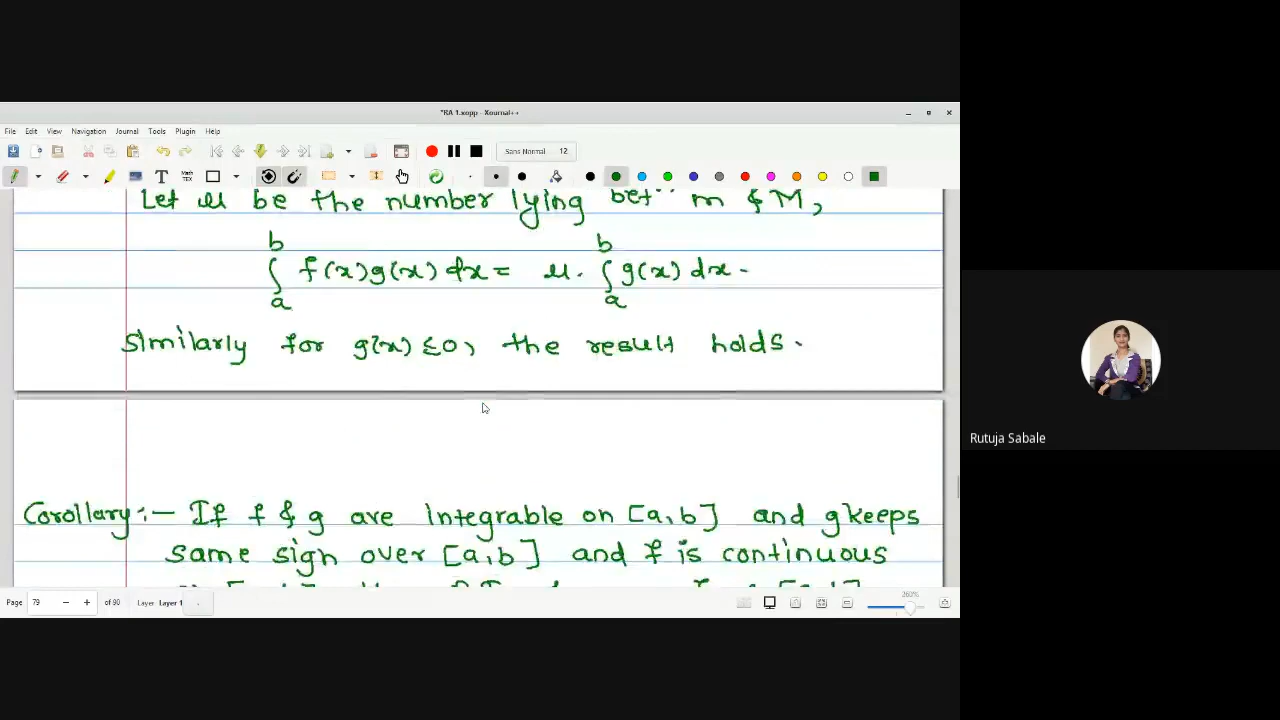 *RA 1.xopp - Xournal++
File Edit View Navigation Journal Tools Plugin Help
Sans Normal 12
Let μ be the number lying betⁿ m & M,
b b
∫ f(x)g(x) dx = μ. ∫ g(x) dx.
a a
Similarly for g(x) ≤0, the result holds.
Rutuja Sabale
Corollary:- If f & g are integrable on [a,b] and g keeps
same sign over [a,b] and f is continuous
Page 79 of 90 Layer Layer 1 260%